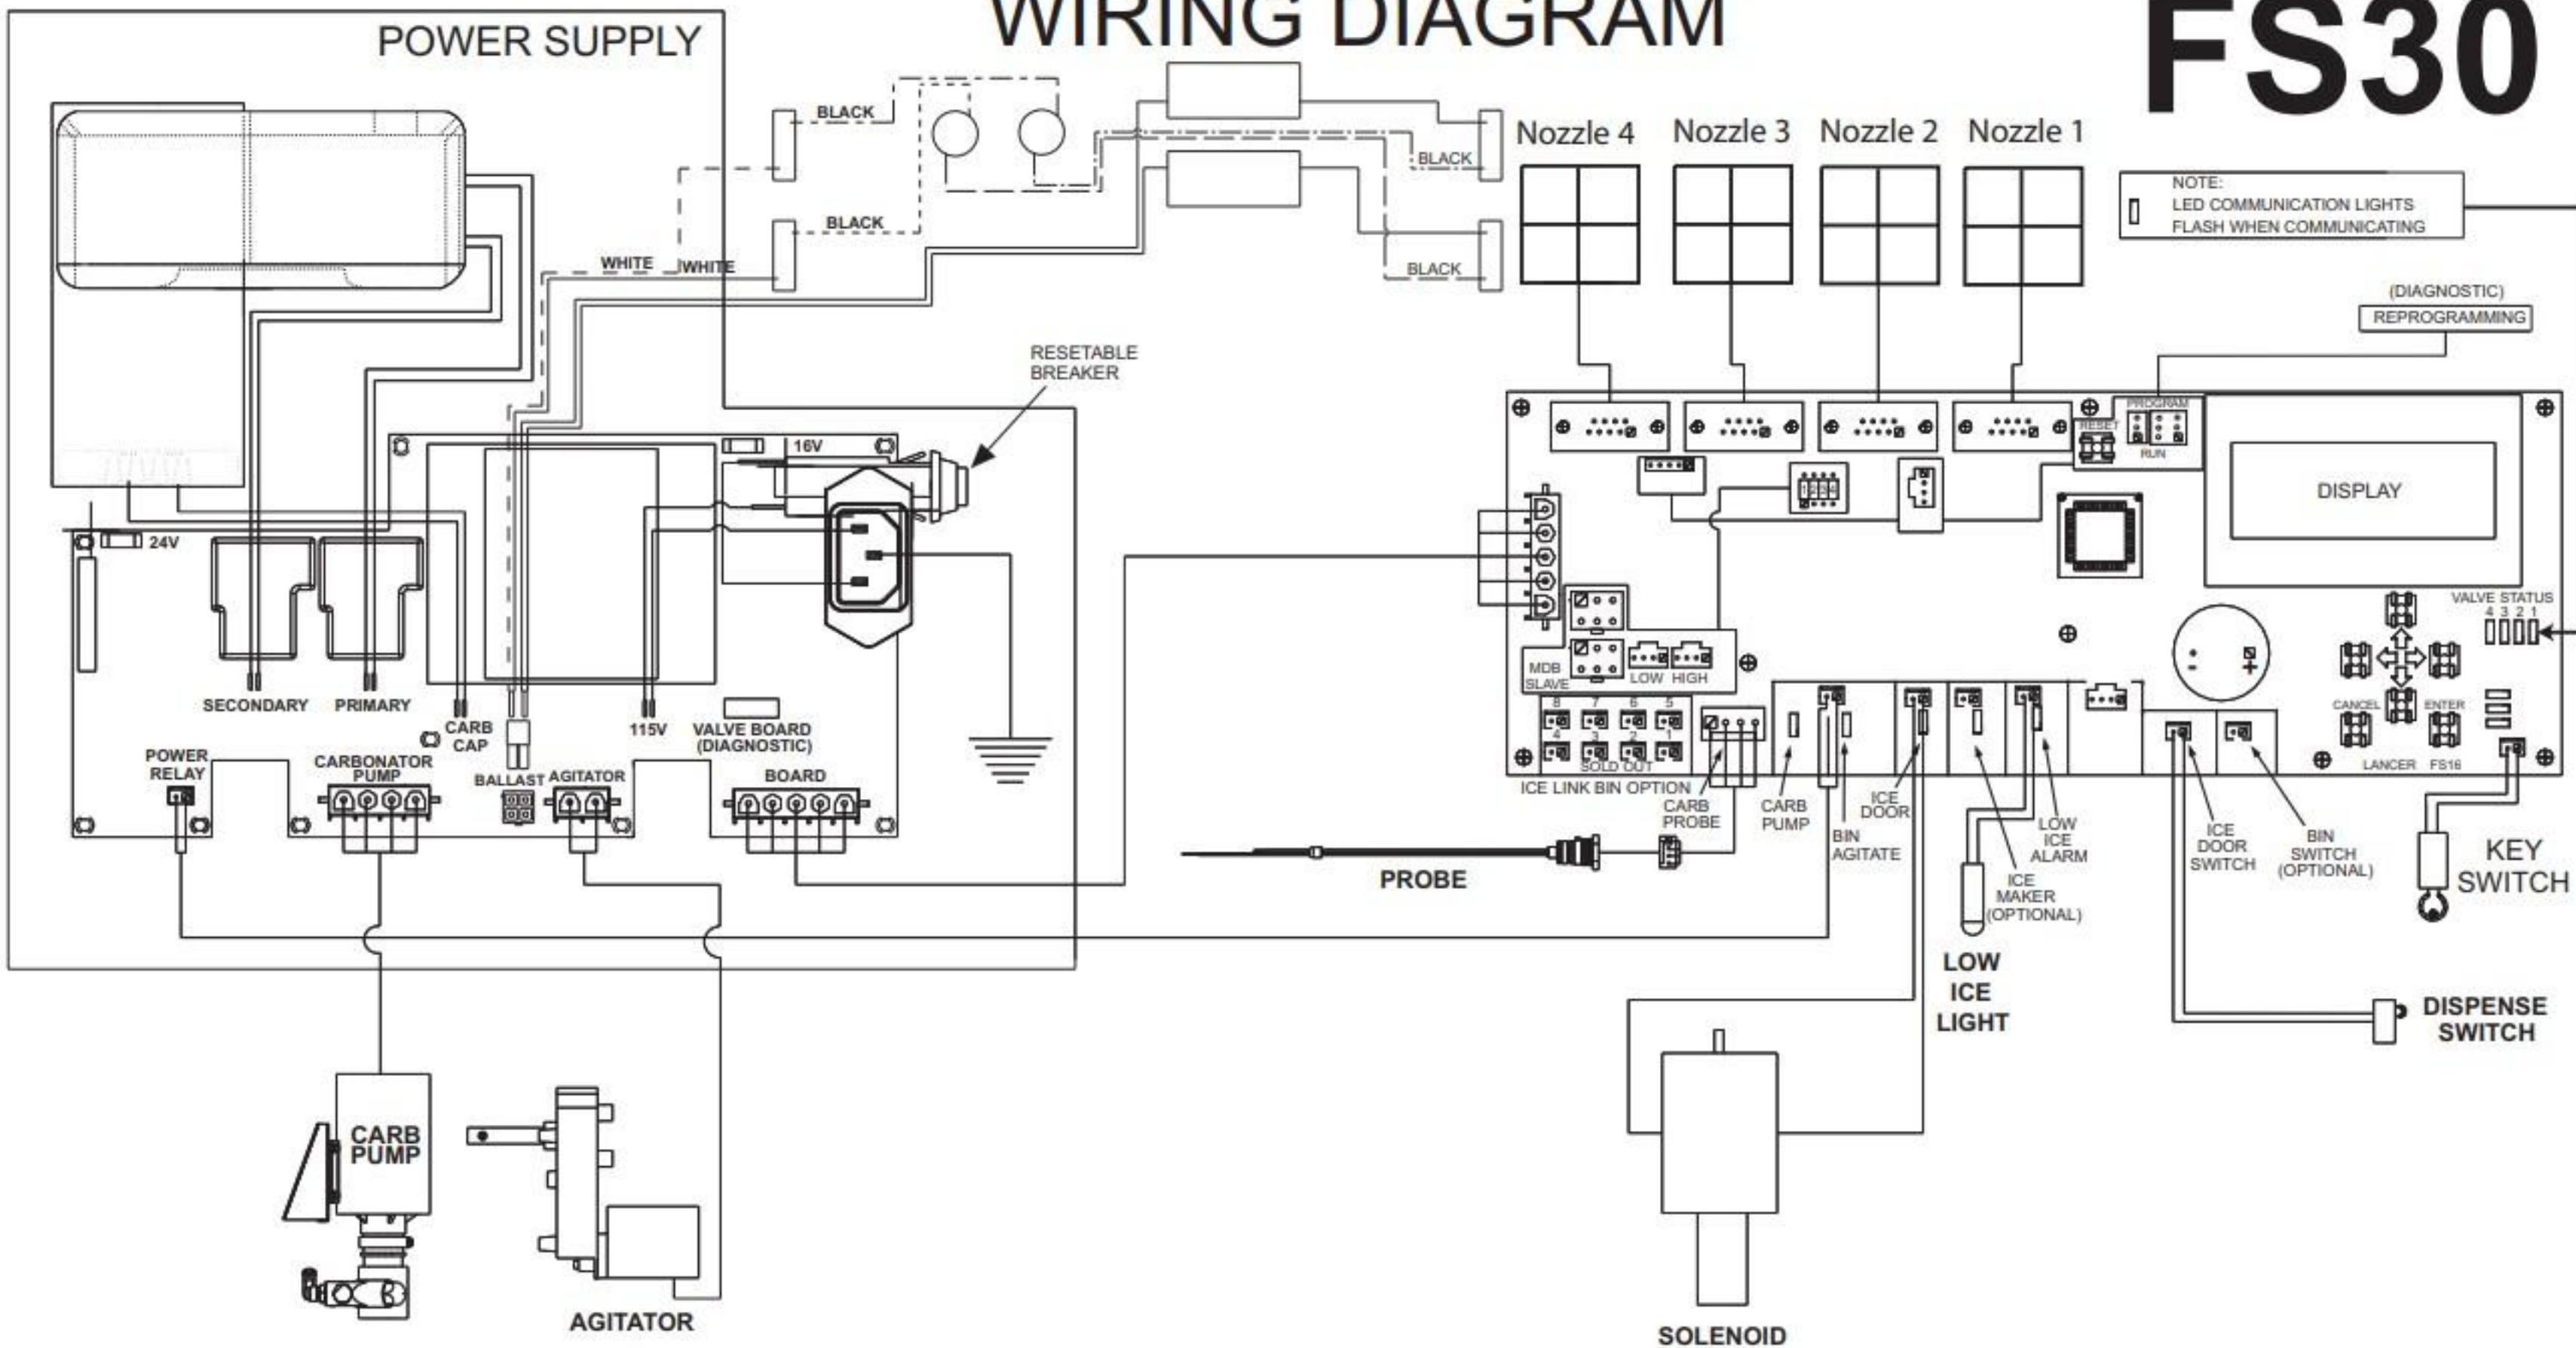 WIRING DIAGRAM
FS30
POWER SUPPLY
BLACK
BLACK
WHITE
WHITE
BLACK
BLACK
Nozzle 4
Nozzle 3
Nozzle 2
Nozzle 1
NOTE:
LED COMMUNICATION LIGHTS
FLASH WHEN COMMUNICATING
(DIAGNOSTIC)
REPROGRAMMING
RESETABLE
BREAKER
16V
24V
SECONDARY
PRIMARY
CARB
CAP
115V
VALVE BOARD
(DIAGNOSTIC)
POWER
RELAY
CARBONATOR
PUMP
BALLAST
AGITATOR
BOARD
PROGRAM
RESET
RUN
DISPLAY
VALVE STATUS
4 3 2 1
MDB
SLAVE
LOW
HIGH
8 7 6 5
4 3 2 1
SOLD OUT
ICE LINK BIN OPTION
CANCEL
ENTER
LANCER FS16
CARB
PROBE
CARB
PUMP
BIN
AGITATE
ICE
DOOR
ICE
MAKER
(OPTIONAL)
LOW
ICE
ALARM
ICE
DOOR
SWITCH
BIN
SWITCH
(OPTIONAL)
KEY
SWITCH
PROBE
LOW
ICE
LIGHT
DISPENSE
SWITCH
CARB
PUMP
AGITATOR
SOLENOID